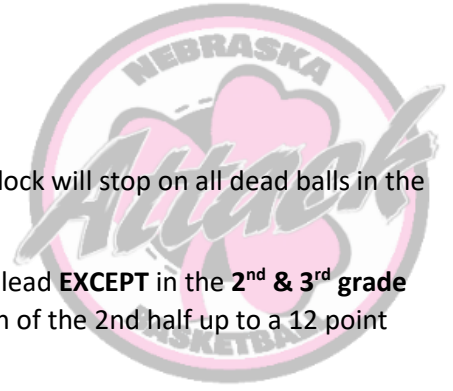 NEBRASKA
Attack
BASKETBALL
lock will stop on all dead balls in the
lead EXCEPT in the 2nd & 3rd grade
of the 2nd half up to a 12 point